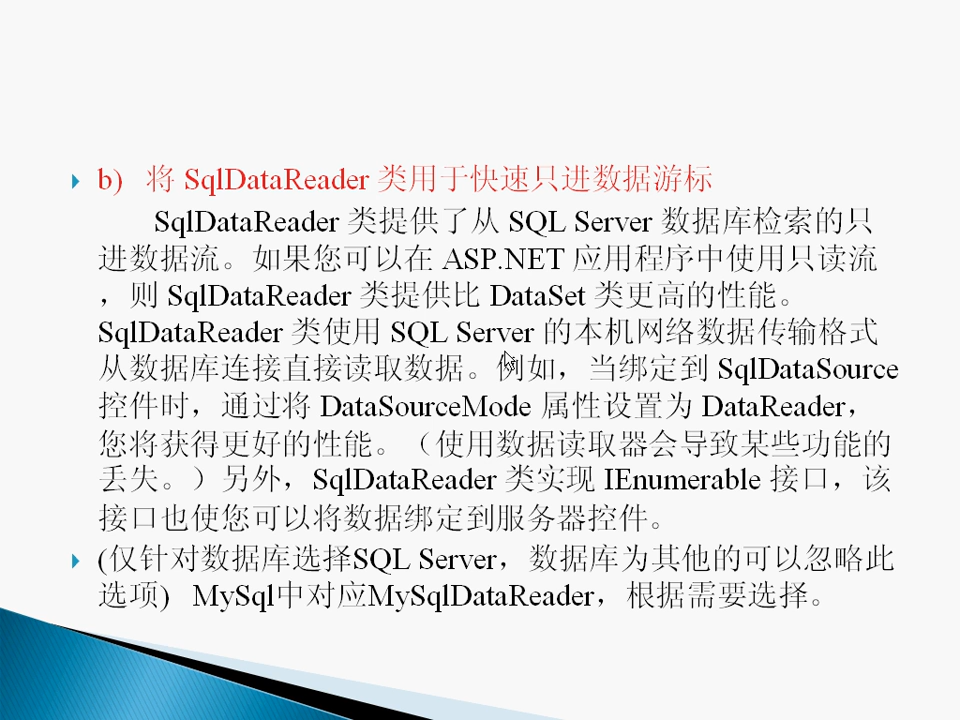 b) 将 SqlDataReader 类用于快速只进数据游标
SqlDataReader 类提供了从 SQL Server 数据库检索的只
进数据流。如果您可以在 ASP.NET 应用程序中使用只读流
，则 SqlDataReader 类提供比 DataSet 类更高的性能。
SqlDataReader 类使用 SQL Server 的本机网络数据传输格式
从数据库连接直接读取数据。例如，当绑定到 SqlDataSource
控件时，通过将 DataSourceMode 属性设置为 DataReader，
您将获得更好的性能。（使用数据读取器会导致某些功能的
丢失。）另外，SqlDataReader 类实现 IEnumerable 接口，该
接口也使您可以将数据绑定到服务器控件。
(仅针对数据库选择SQL Server，数据库为其他的可以忽略此
选项) MySql中对应MySqlDataReader，根据需要选择。